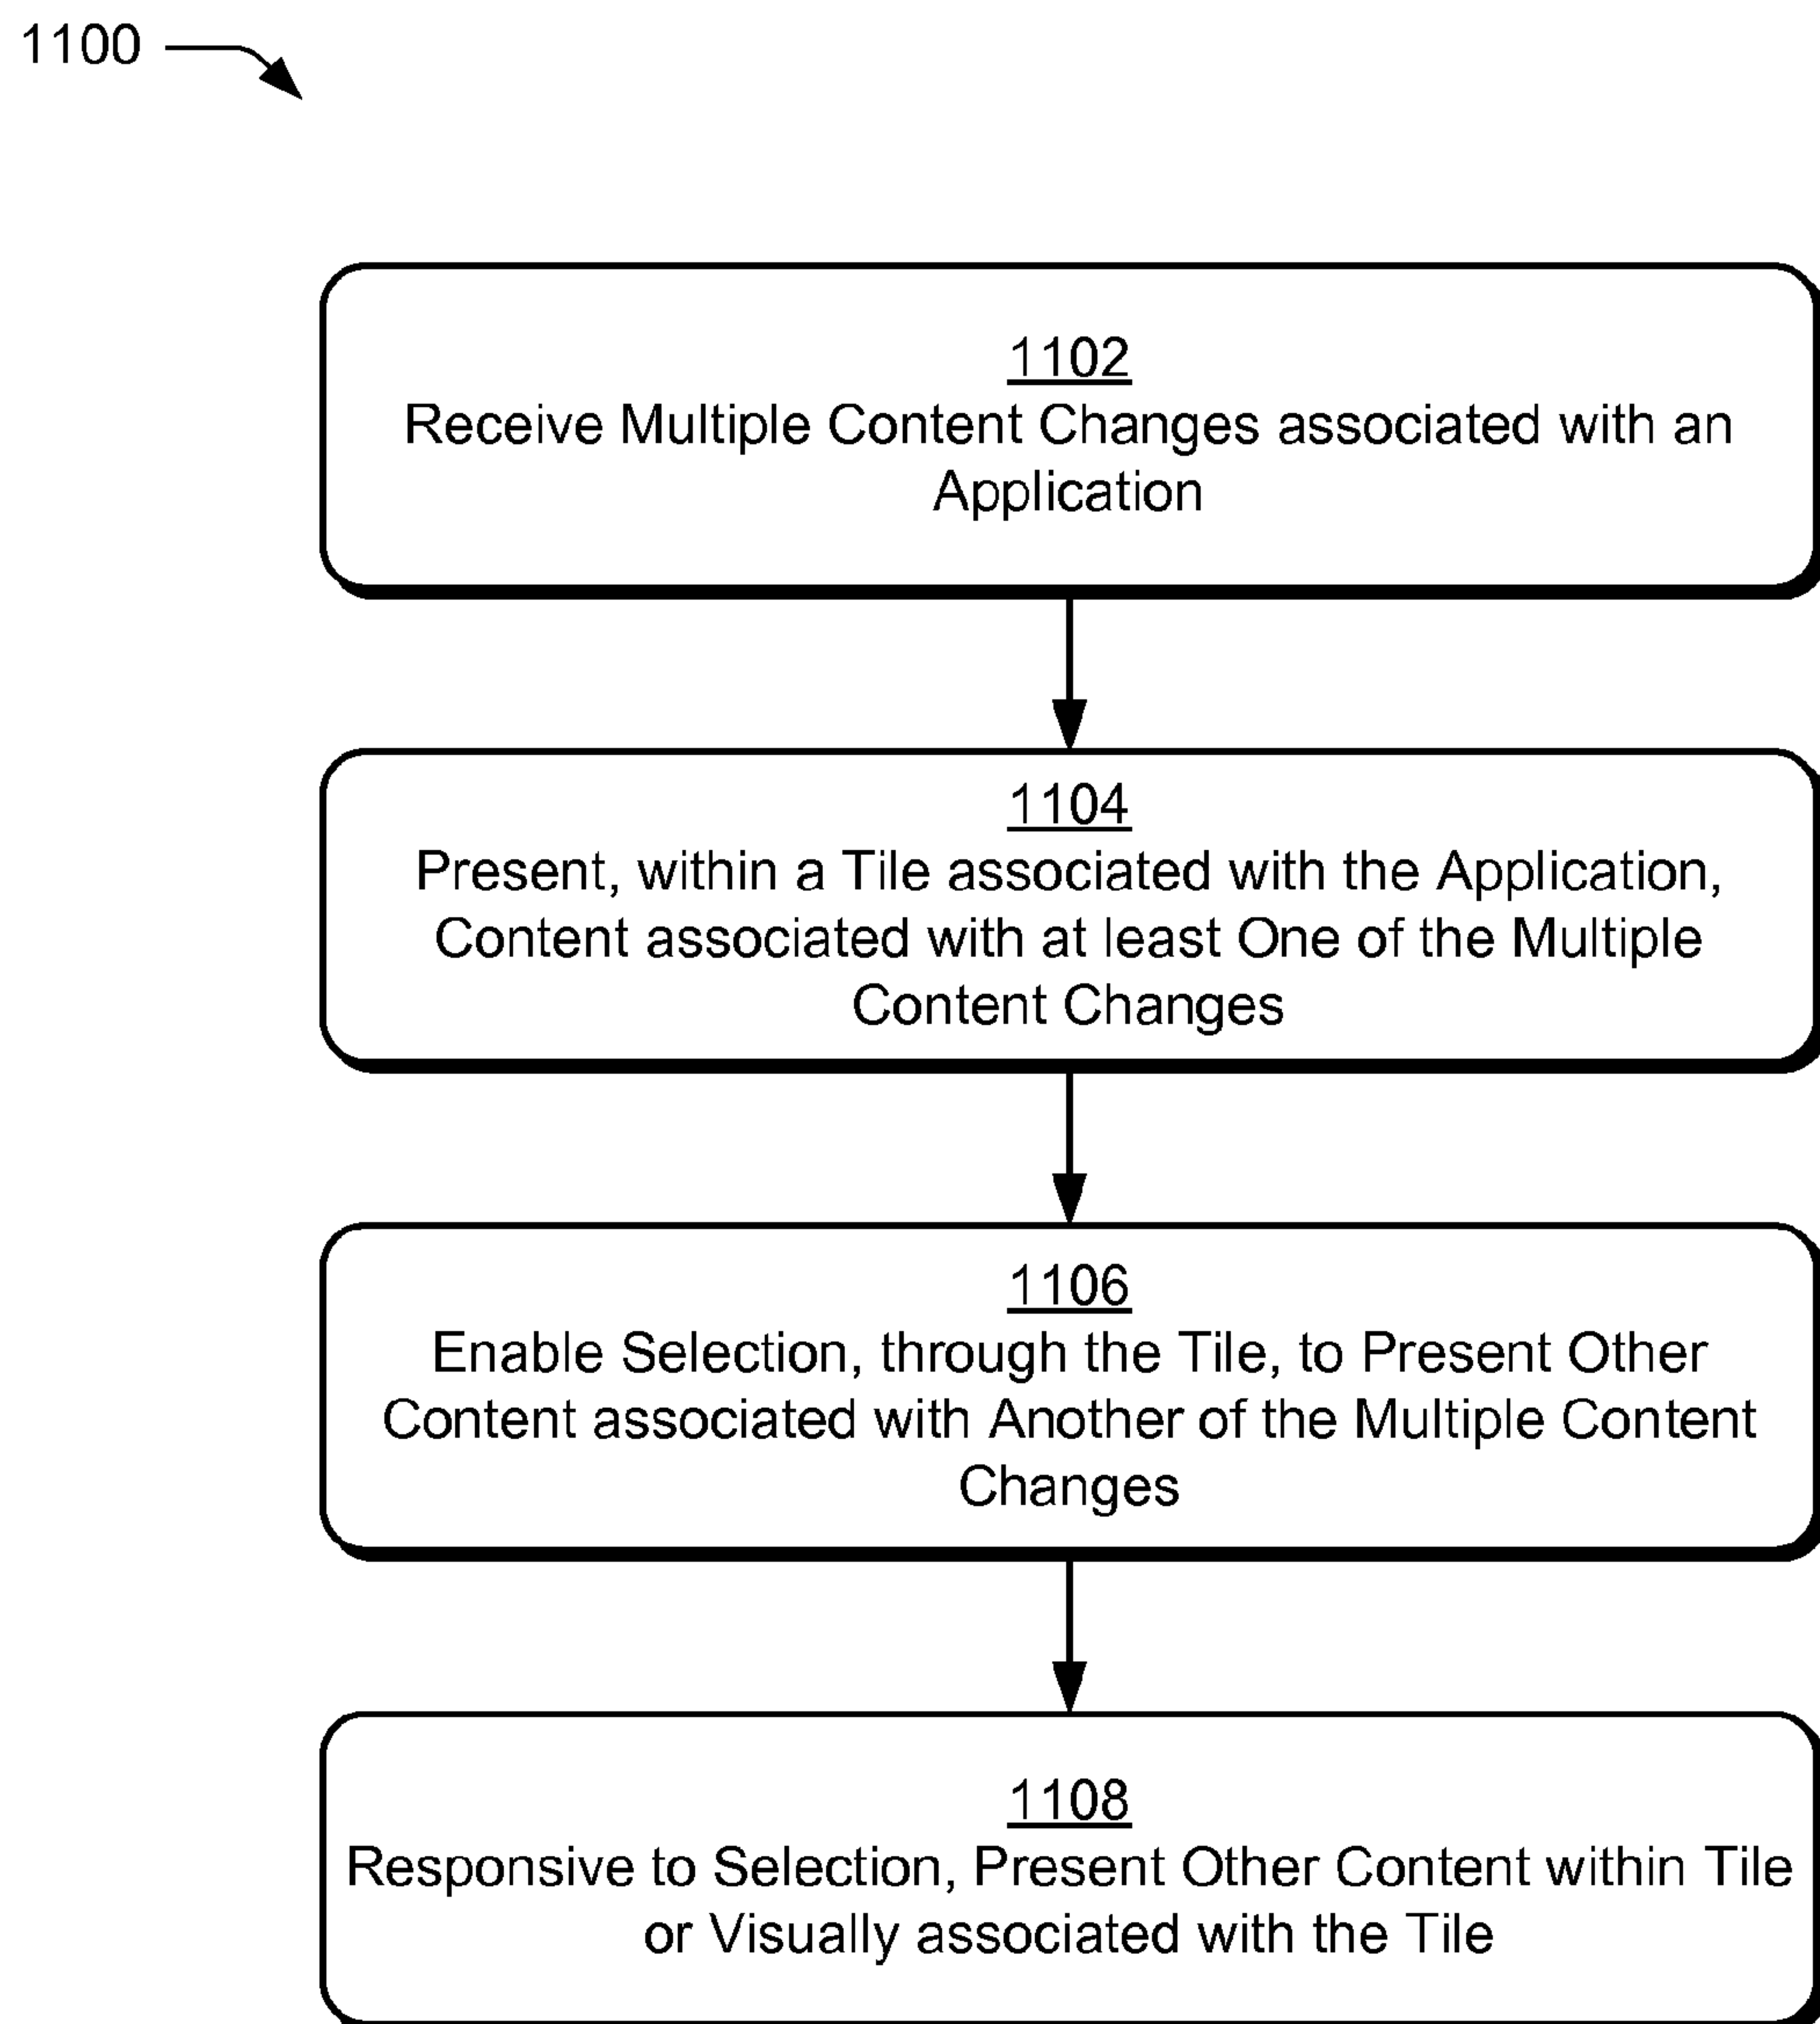 1100
1102
Receive Multiple Content Changes associated with an
Application
1104
Present, within a Tile associated with the Application,
Content associated with at least One of the Multiple
Content Changes
1106
Enable Selection, through the Tile, to Present Other
Content associated with Another of the Multiple Content
Changes
1108
Responsive to Selection, Present Other Content within Tile
or Visually associated with the Tile